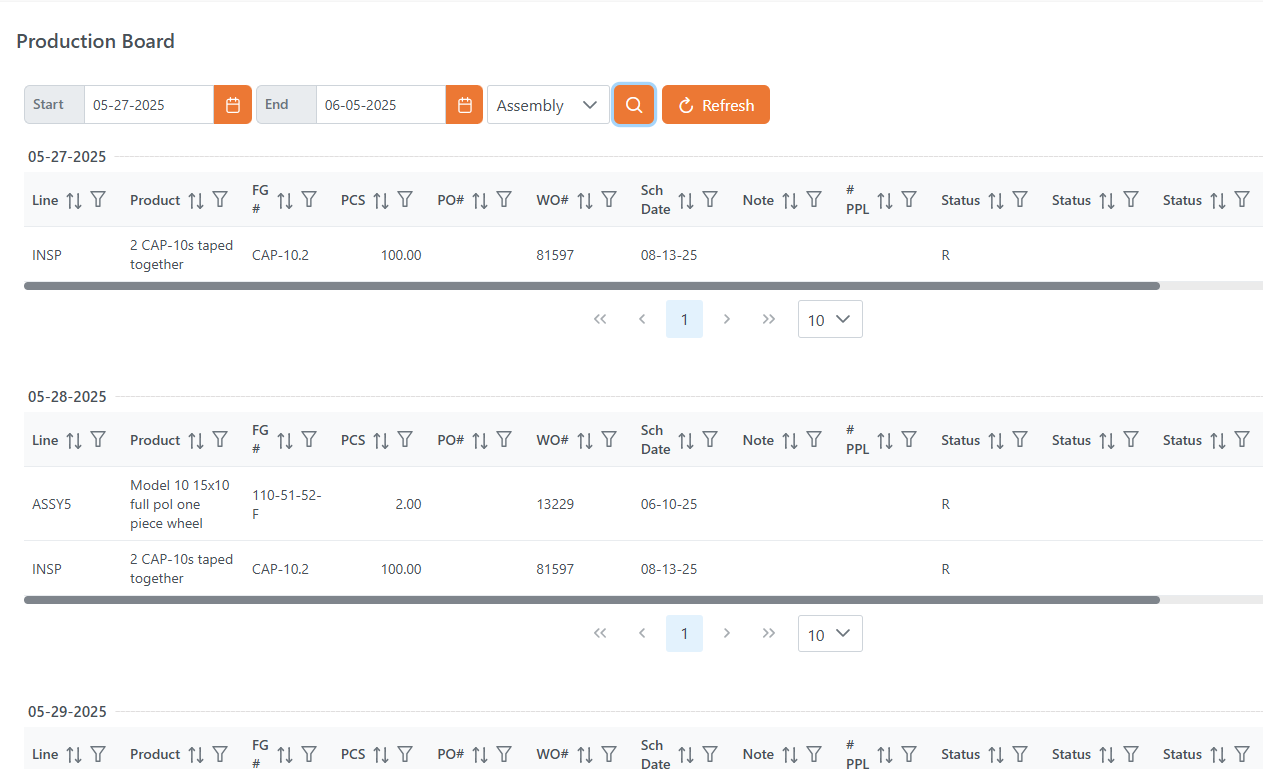 Production Board
Start 05-27-2025 End 06-05-2025 Assembly Refresh
05-27-2025
Line Product FG # PCS PO# WO# Sch Date Note # PPL Status Status Status
INSP 2 CAP-10s taped together CAP-10.2 100.00 81597 08-13-25 R
1 10
05-28-2025
Line Product FG # PCS PO# WO# Sch Date Note # PPL Status Status Status
ASSY5 Model 10 15x10 full pol one piece wheel 110-51-52-F 2.00 13229 06-10-25 R
INSP 2 CAP-10s taped together CAP-10.2 100.00 81597 08-13-25 R
1 10
05-29-2025
Line Product FG # PCS PO# WO# Sch Date Note # PPL Status Status Status